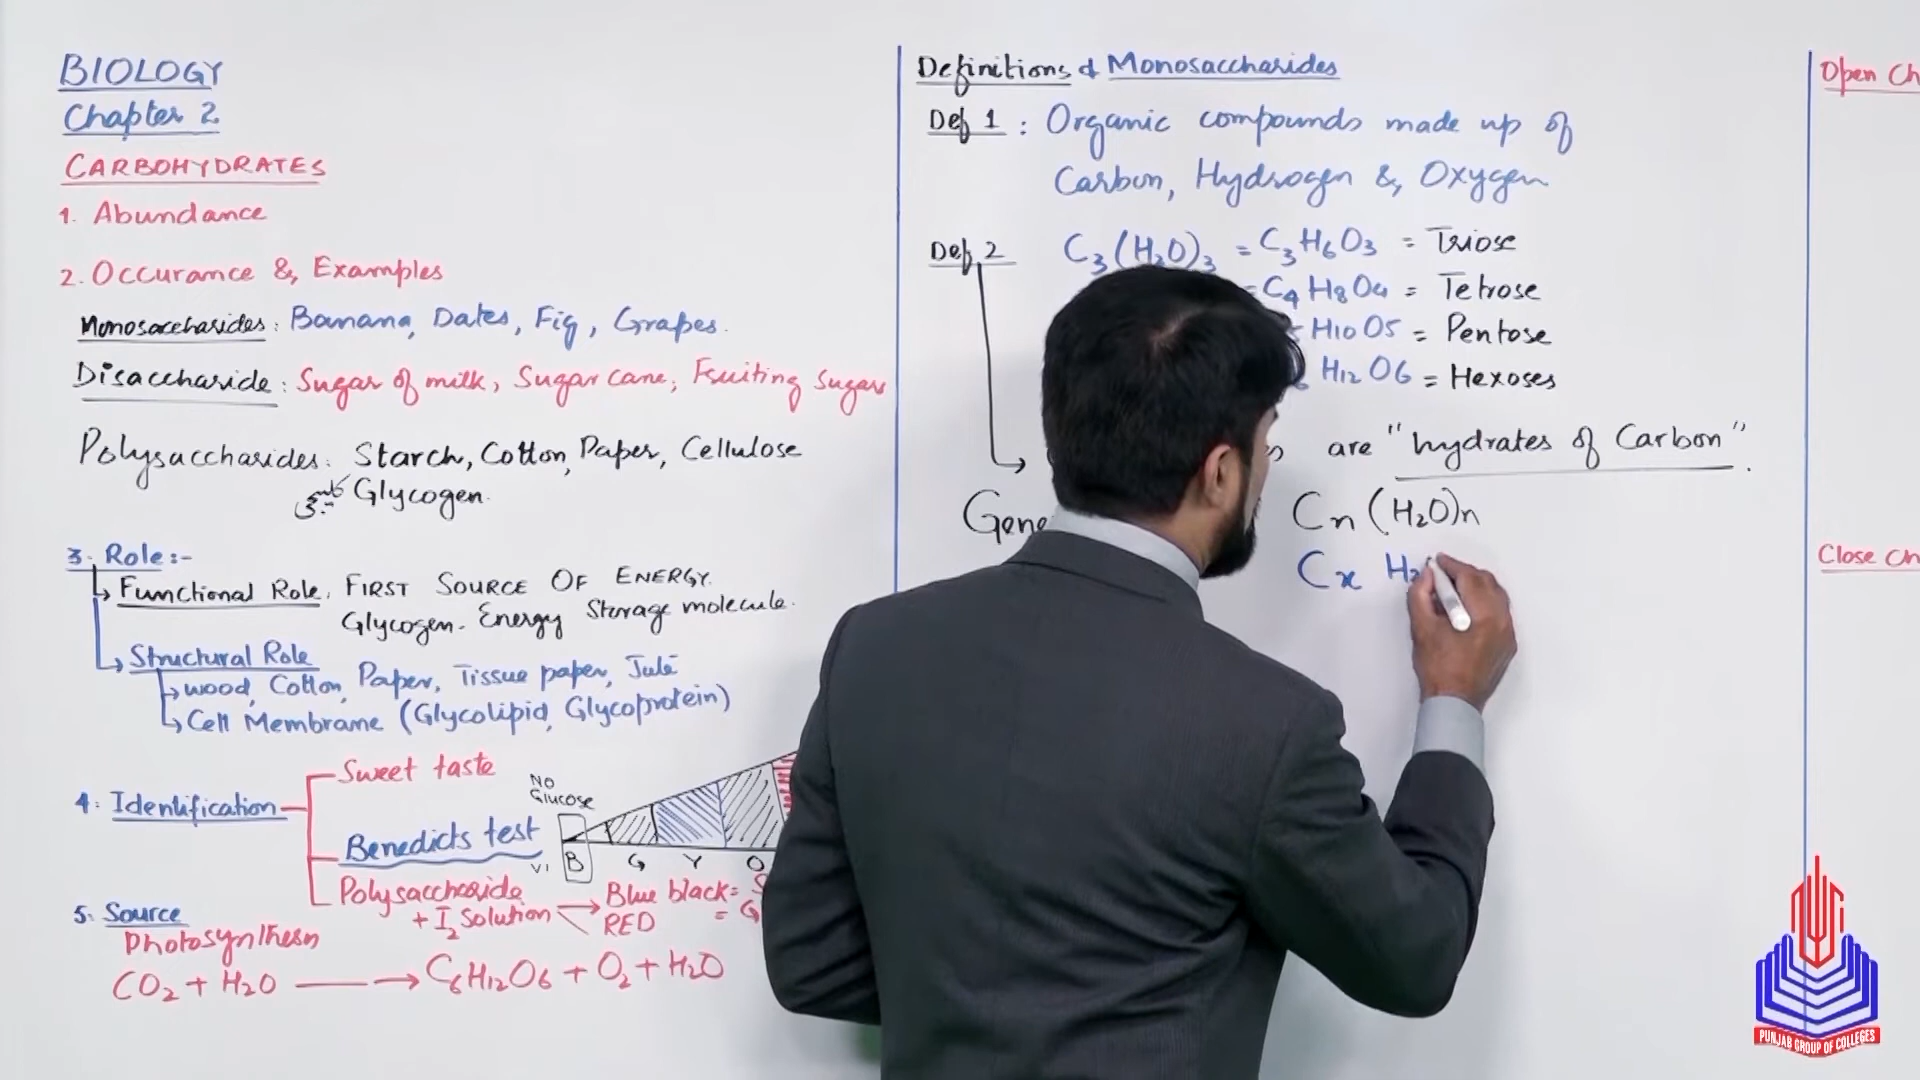 BIOLOGY
Chapter 2
CARBOHYDRATES
1. Abundance
2. Occurance &, Examples
Monosaccharides: Banana, Dates, Fig, Grapes.
Disaccharide: Sugar of milk, Sugar cane, Fruiting Sugar
Polysaccharides: Starch, Cotton, Paper, Cellulose
Glycogen.
3. Role:-
Functional Role. FIRST SOURCE OF ENERGY.
Glycogen. Energy Storage molecule.
Structural Role
wood, Cotton, Paper, Tissue paper, Jute
Cell Membrane (Glycolipid, Glycoprotein)
4: Identification
Sweet taste
Benedicts test
NO
Glucose
B G Y O
Polysaccharide
+ I2 Solution → Blue black =
RED =
5: Source
Photosynthesn
CO2 + H2O → C6H12O6 + O2 + H2O
Definitions & Monosaccharides
Def 1: Organic compounds made up of
Carbon, Hydrogen &, Oxygen
Def 2 C3(H2O)3 = C3H6O3 = Triose
= C4H8O4 = Tetrose
H10O5 = Pentose
H12O6 = Hexoses
are "hydrates of Carbon".
Gene Cn(H2O)n
Cx H2
Open Ch
Close Ch
PUNJAB GROUP OF COLLEGES